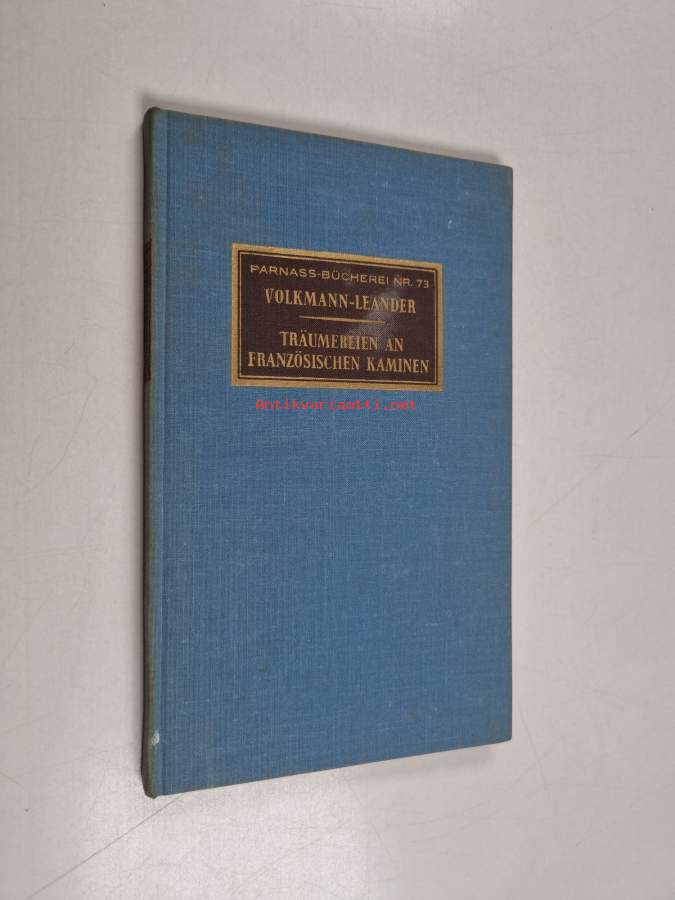 PARNASS-BÜCHEREI NR. 73
VOLKMANN-LEANDER
TRÄUMEREIEN AN
FRANZÖSISCHEN KAMINEN
Antikvariaatti.net